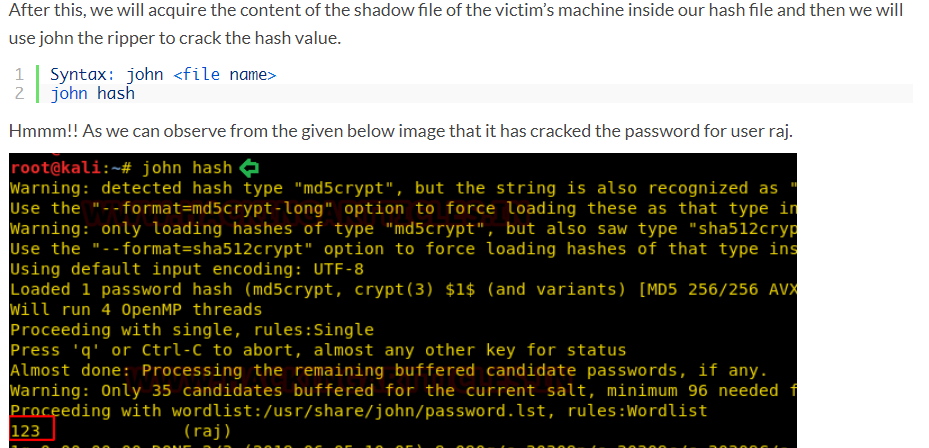 After this, we will acquire the content of the shadow file of the victim’s machine inside our hash file and then we will
use john the ripper to crack the hash value.
1 Syntax: john <file name>
2 john hash
Hmmm!! As we can observe from the given below image that it has cracked the password for user raj.
root@kali:~# john hash
Warning: detected hash type "md5crypt", but the string is also recognized as "
Use the "--format=md5crypt-long" option to force loading these as that type in
Warning: only loading hashes of type "md5crypt", but also saw type "sha512cryp
Use the "--format=sha512crypt" option to force loading hashes of that type ins
Using default input encoding: UTF-8
Loaded 1 password hash (md5crypt, crypt(3) $1$ (and variants) [MD5 256/256 AVX
Will run 4 OpenMP threads
Proceeding with single, rules:Single
Press 'q' or Ctrl-C to abort, almost any other key for status
Almost done: Processing the remaining buffered candidate passwords, if any.
Warning: Only 35 candidates buffered for the current salt, minimum 96 needed f
Proceeding with wordlist:/usr/share/john/password.lst, rules:Wordlist
123 (raj)